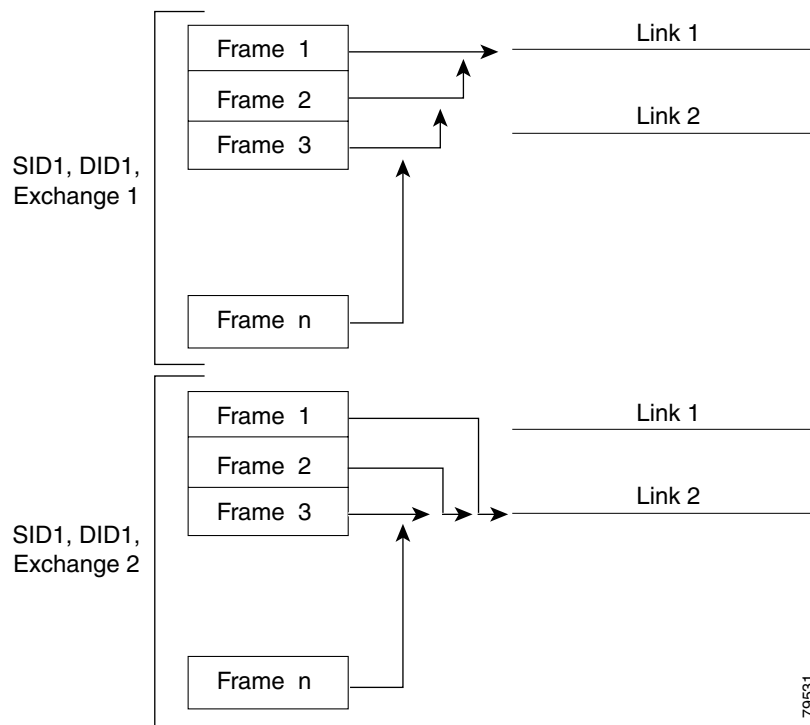 Frame 1
Link 1
Frame 2
Link 2
Frame 3
SID1, DID1,
Exchange 1
Frame n
Frame 1
Link 1
Frame 2
Frame 3
Link 2
SID1, DID1,
Exchange 2
Frame n
79531